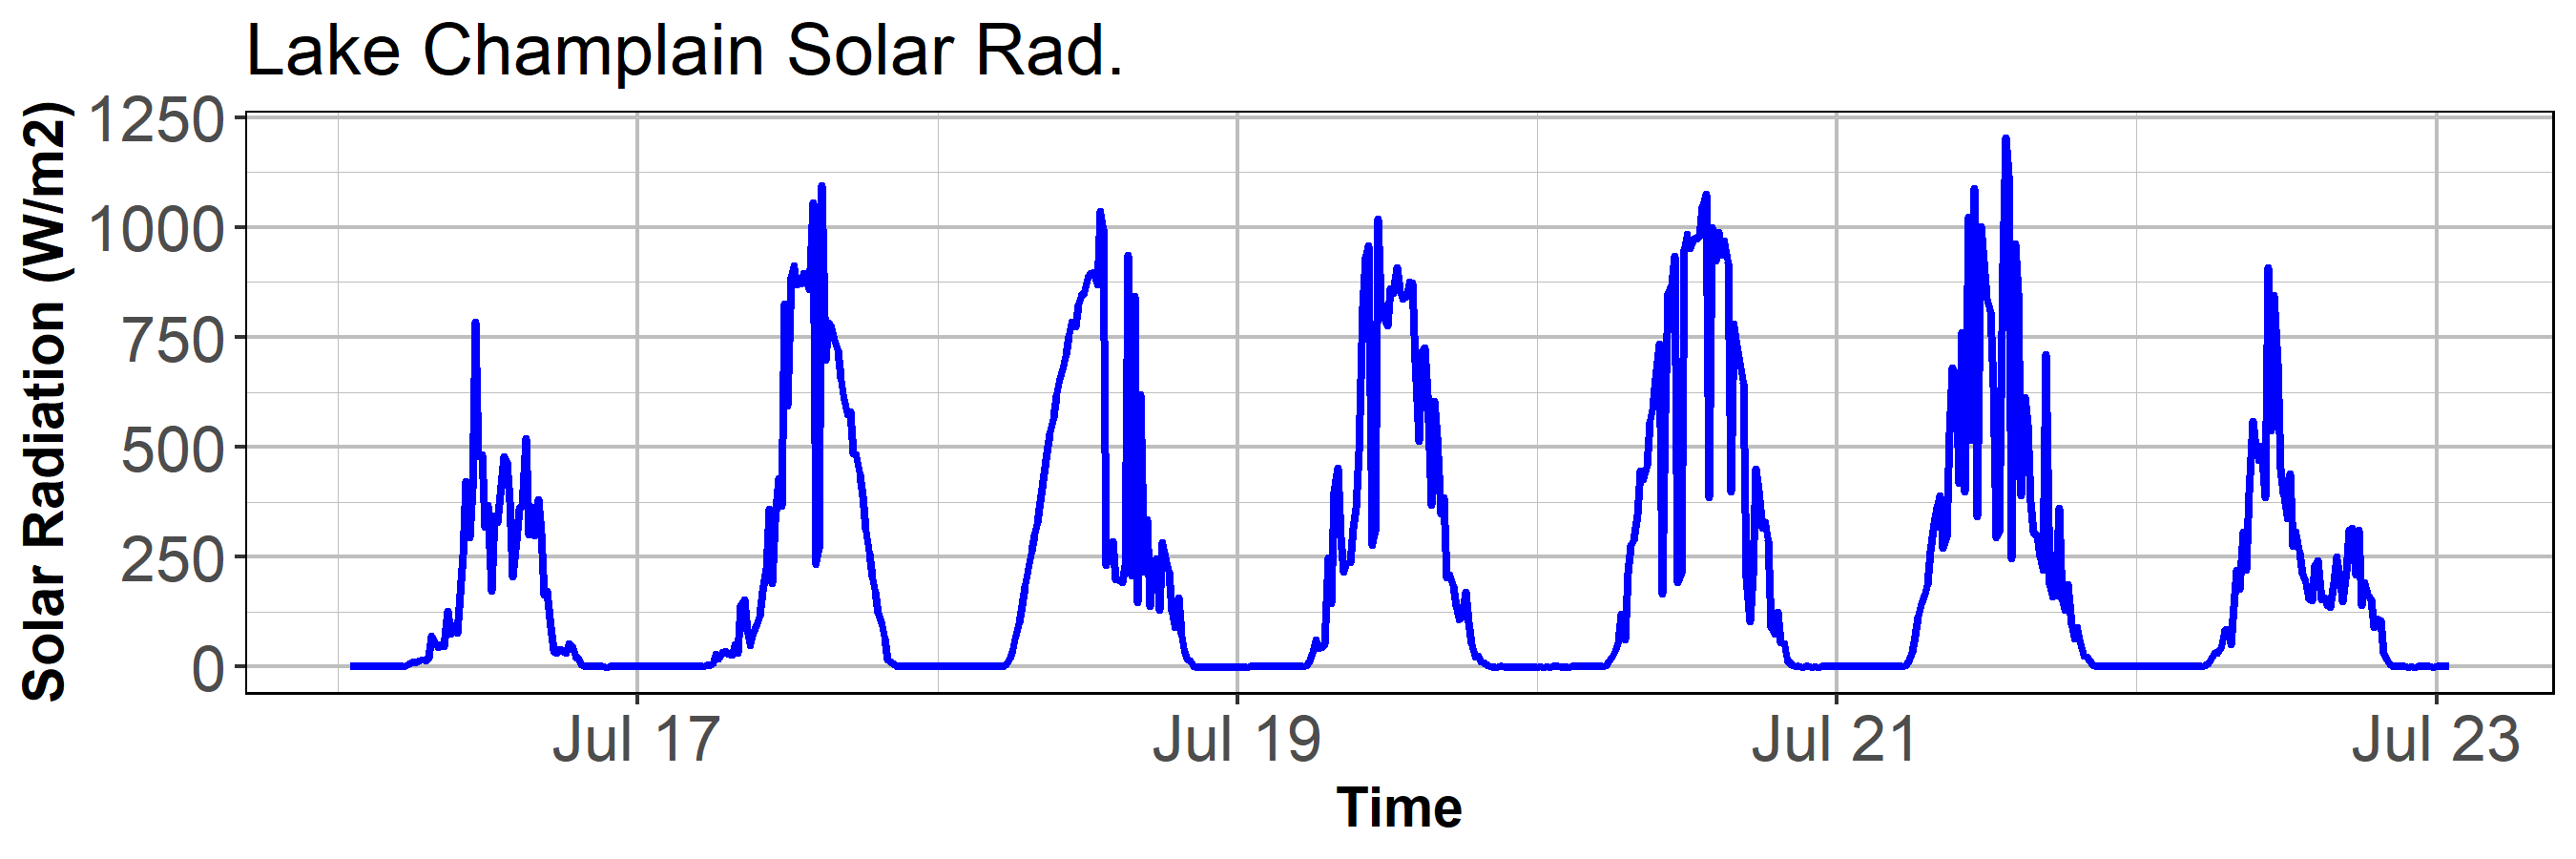 Lake Champlain Solar Rad.
Solar Radiation (W/m2)
1250
1000
750
500
250
0
Jul 17 Jul 19 Jul 21 Jul 23
Time